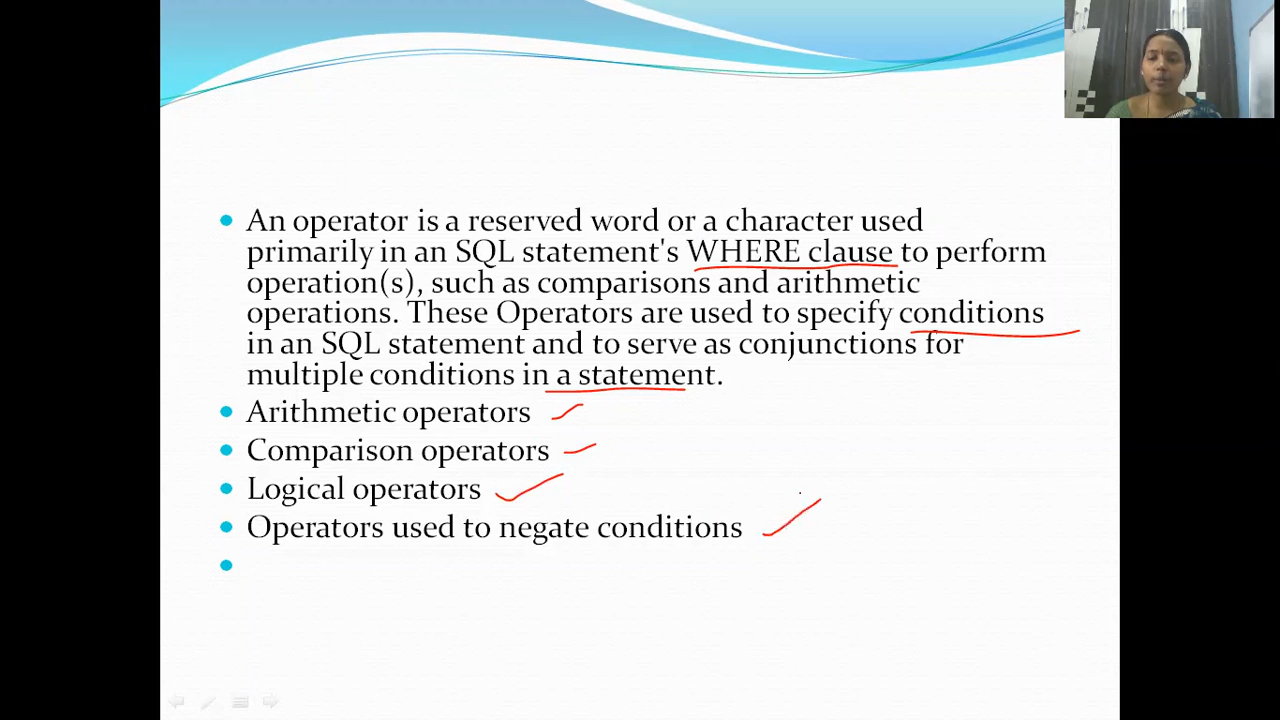 An operator is a reserved word or a character used
primarily in an SQL statement's WHERE clause to perform
operation(s), such as comparisons and arithmetic
operations. These Operators are used to specify conditions
in an SQL statement and to serve as conjunctions for
multiple conditions in a statement.
Arithmetic operators
Comparison operators
Logical operators
Operators used to negate conditions